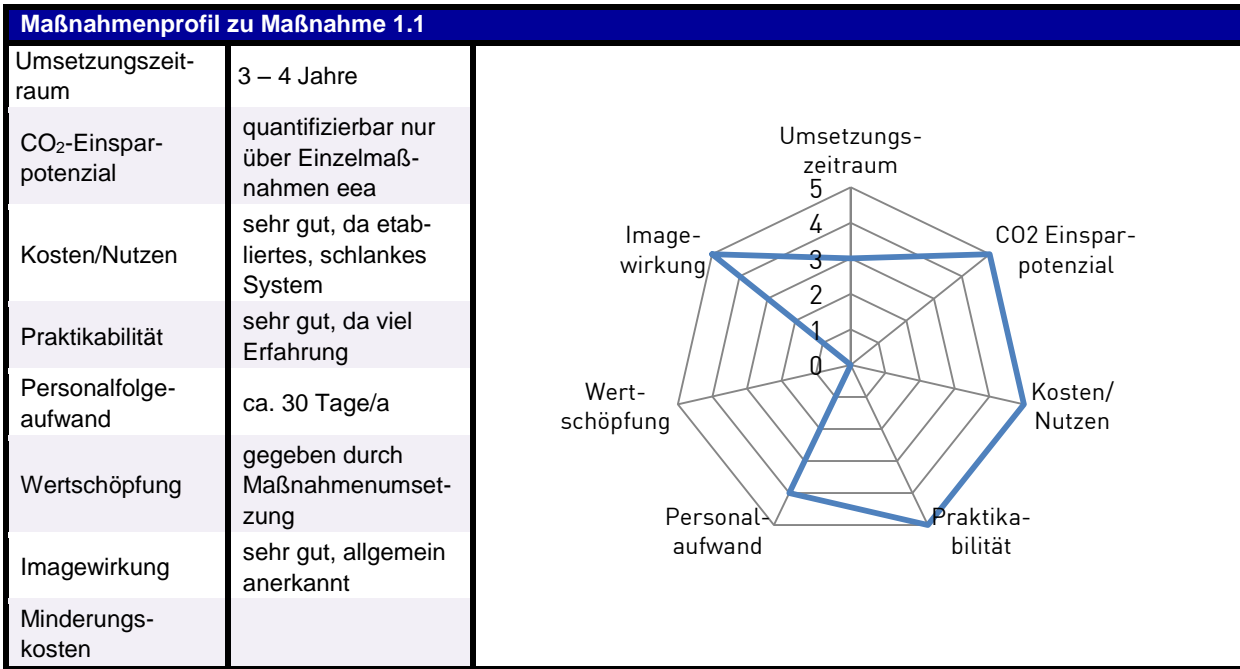 Maßnahmenprofil zu Maßnahme 1.1
Umsetzungszeit-
raum
3 – 4 Jahre
CO₂-Einspar-
potenzial
quantifizierbar nur
über Einzelmaß-
nahmen eea
Kosten/Nutzen
sehr gut, da etab-
liertes, schlankes
System
Praktikabilität
sehr gut, da viel
Erfahrung
Personalfolge-
aufwand
ca. 30 Tage/a
Wertschöpfung
gegeben durch
Maßnahmenumset-
zung
Imagewirkung
sehr gut, allgemein
anerkannt
Minderungs-
kosten
Umsetzungs-
zeitraum
5
4
3
2
1
0
CO2 Einspar-
potenzial
Kosten/
Nutzen
Praktika-
bilität
Personal-
aufwand
Wert-
schöpfung
Image-
wirkung